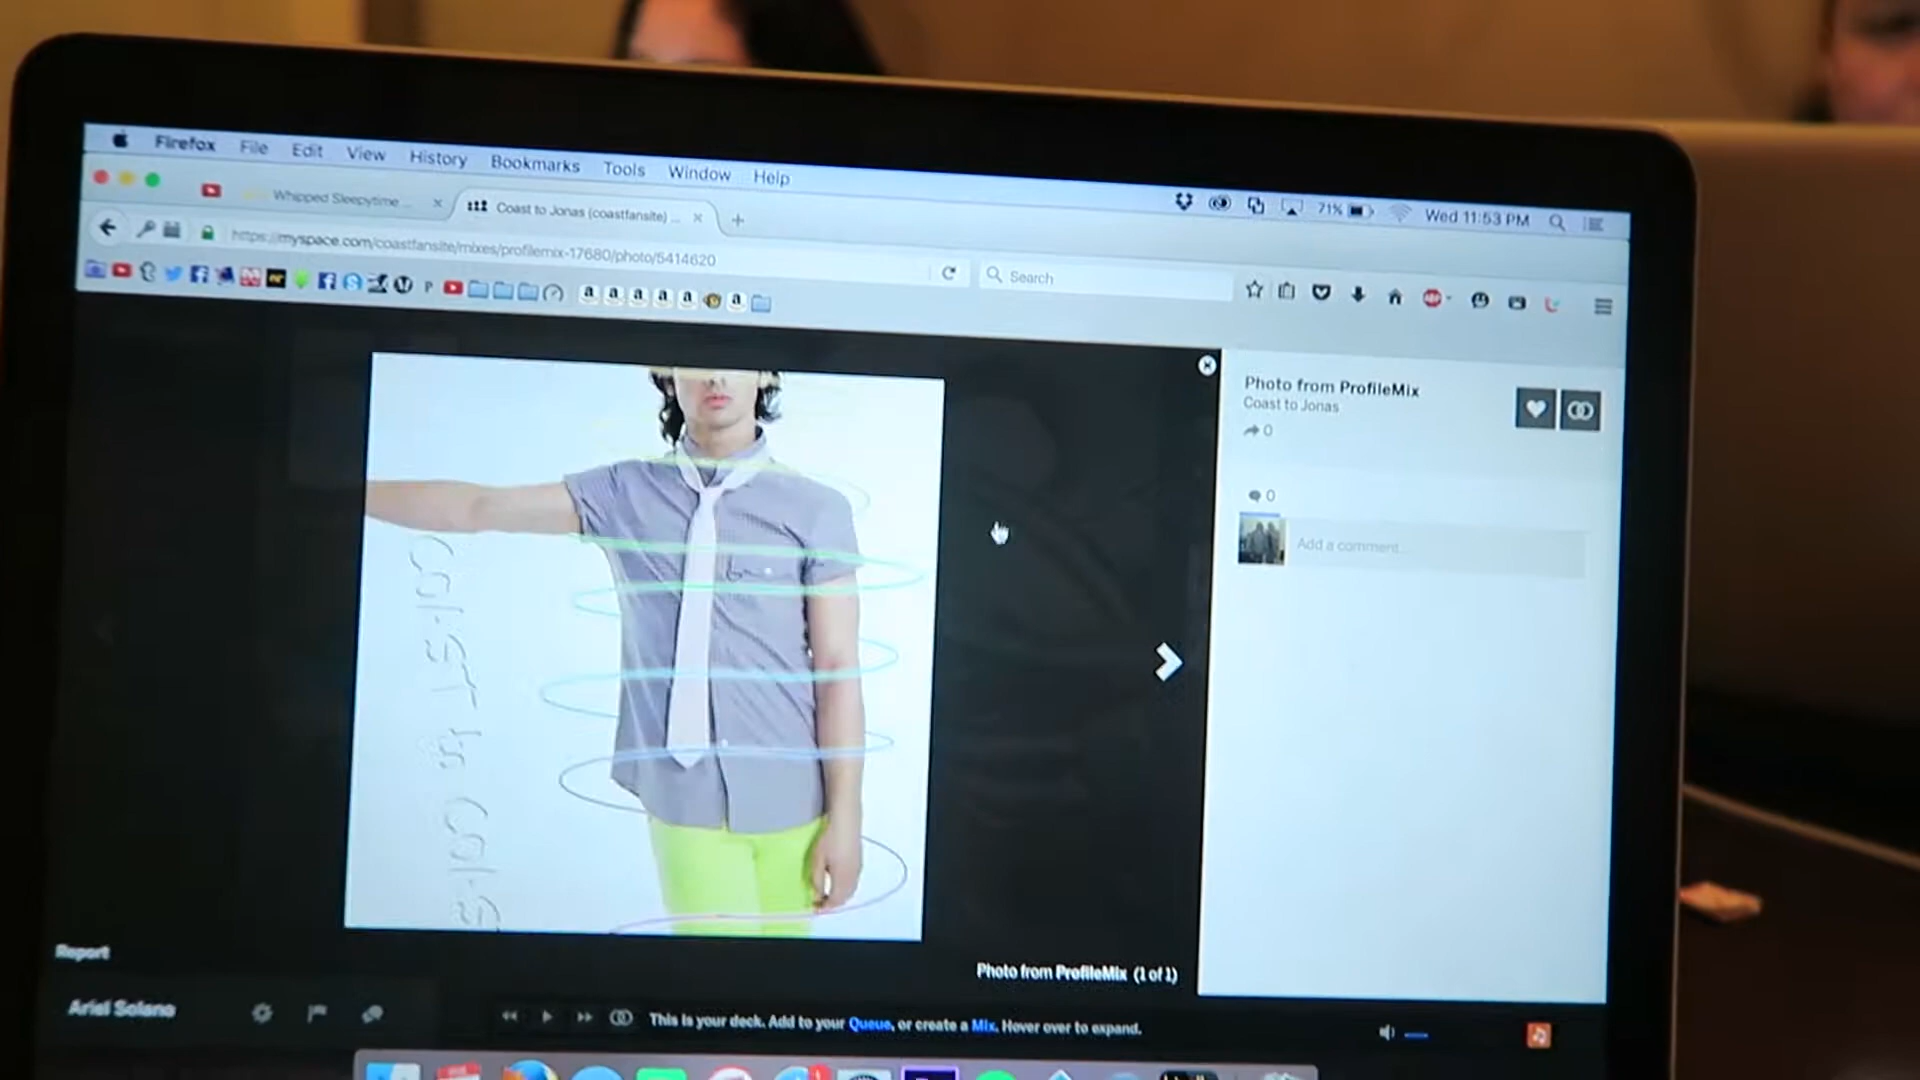 Firefox File Edit View History Bookmarks Tools Window Help
71% Wed 11:53 PM
Whipped Sleepytime...
Coast to Jonas (coastfansite) ...
https://myspace.com/coastfansite/mixes/profilemix-17680/photo/5414620
Search
Photo from ProfileMix
Coast to Jonas
0
0
Add a comment...
Photo from ProfileMix (1 of 1)
Report
Ariel Solano
This is your deck. Add to your Queue, or create a Mix. Hover over to expand.